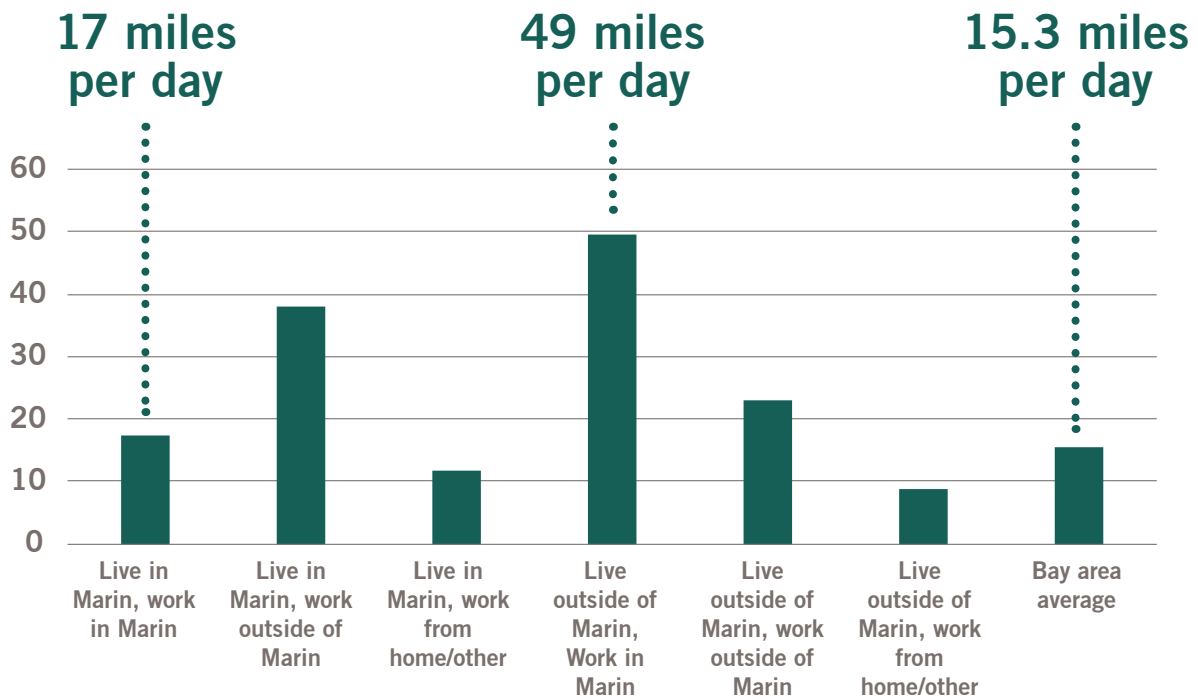 17 miles
per day
49 miles
per day
15.3 miles
per day
60
50
40
30
20
10
0
Live in
Marin, work
in Marin
Live in
Marin, work
outside of
Marin
Live in
Marin, work
from
home/other
Live
outside of
Marin,
Work in
Marin
Live
outside of
Marin, work
outside of
Marin
Live
outside of
Marin, work
from
home/other
Bay area
average